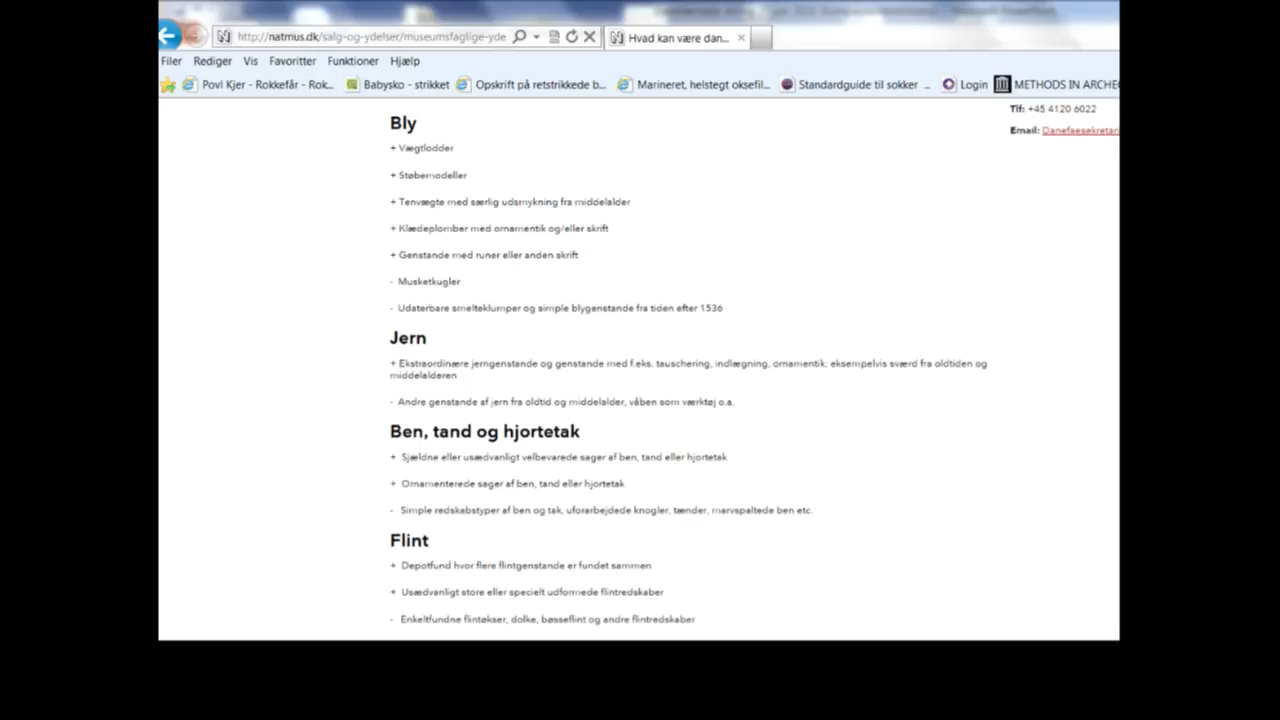 http://natmus.dk/salg-og-ydelser/museumsfaglige-yde
Hvad kan være dan...
Filer Rediger Vis Favoritter Funktioner Hjælp
Povl Kjer - Rokkefår - Rok... Babysko - strikket Opskrift på retstrikkede b... Marineret, helstegt oksefil... Standardguide til sokker ... Login METHODS IN ARCHE
Tlf: +45 4120 6022
Email: Danefaesekretari
Bly
+ Vægtlodder
+ Støbemodeller
+ Tenvægte med særlig udsmykning fra middelalder
+ Klædeplomber med ornamentik og/eller skrift
+ Genstande med runer eller anden skrift
- Musketkugler
- Udaterbare smelteklumper og simple blygenstande fra tiden efter 1536
Jern
+ Ekstraordinære jerngenstande og genstande med f.eks. tauschering, indlægning, ornamentik; eksempelvis sværd fra oldtiden og
middelalderen
- Andre genstande af jern fra oldtid og middelalder, våben som værktøj o.a.
Ben, tand og hjortetak
+ Sjældne eller usædvanligt velbevarede sager af ben, tand eller hjortetak
+ Ornamenterede sager af ben, tand eller hjortetak
- Simple redskabstyper af ben og tak, uforarbejdede knogler, tænder, marvspaltede ben etc.
Flint
+ Depotfund hvor flere flintgenstande er fundet sammen
+ Usædvanligt store eller specielt udformede flintredskaber
- Enkeltfundne flintøkser, dolke, bøsseflint og andre flintredskaber